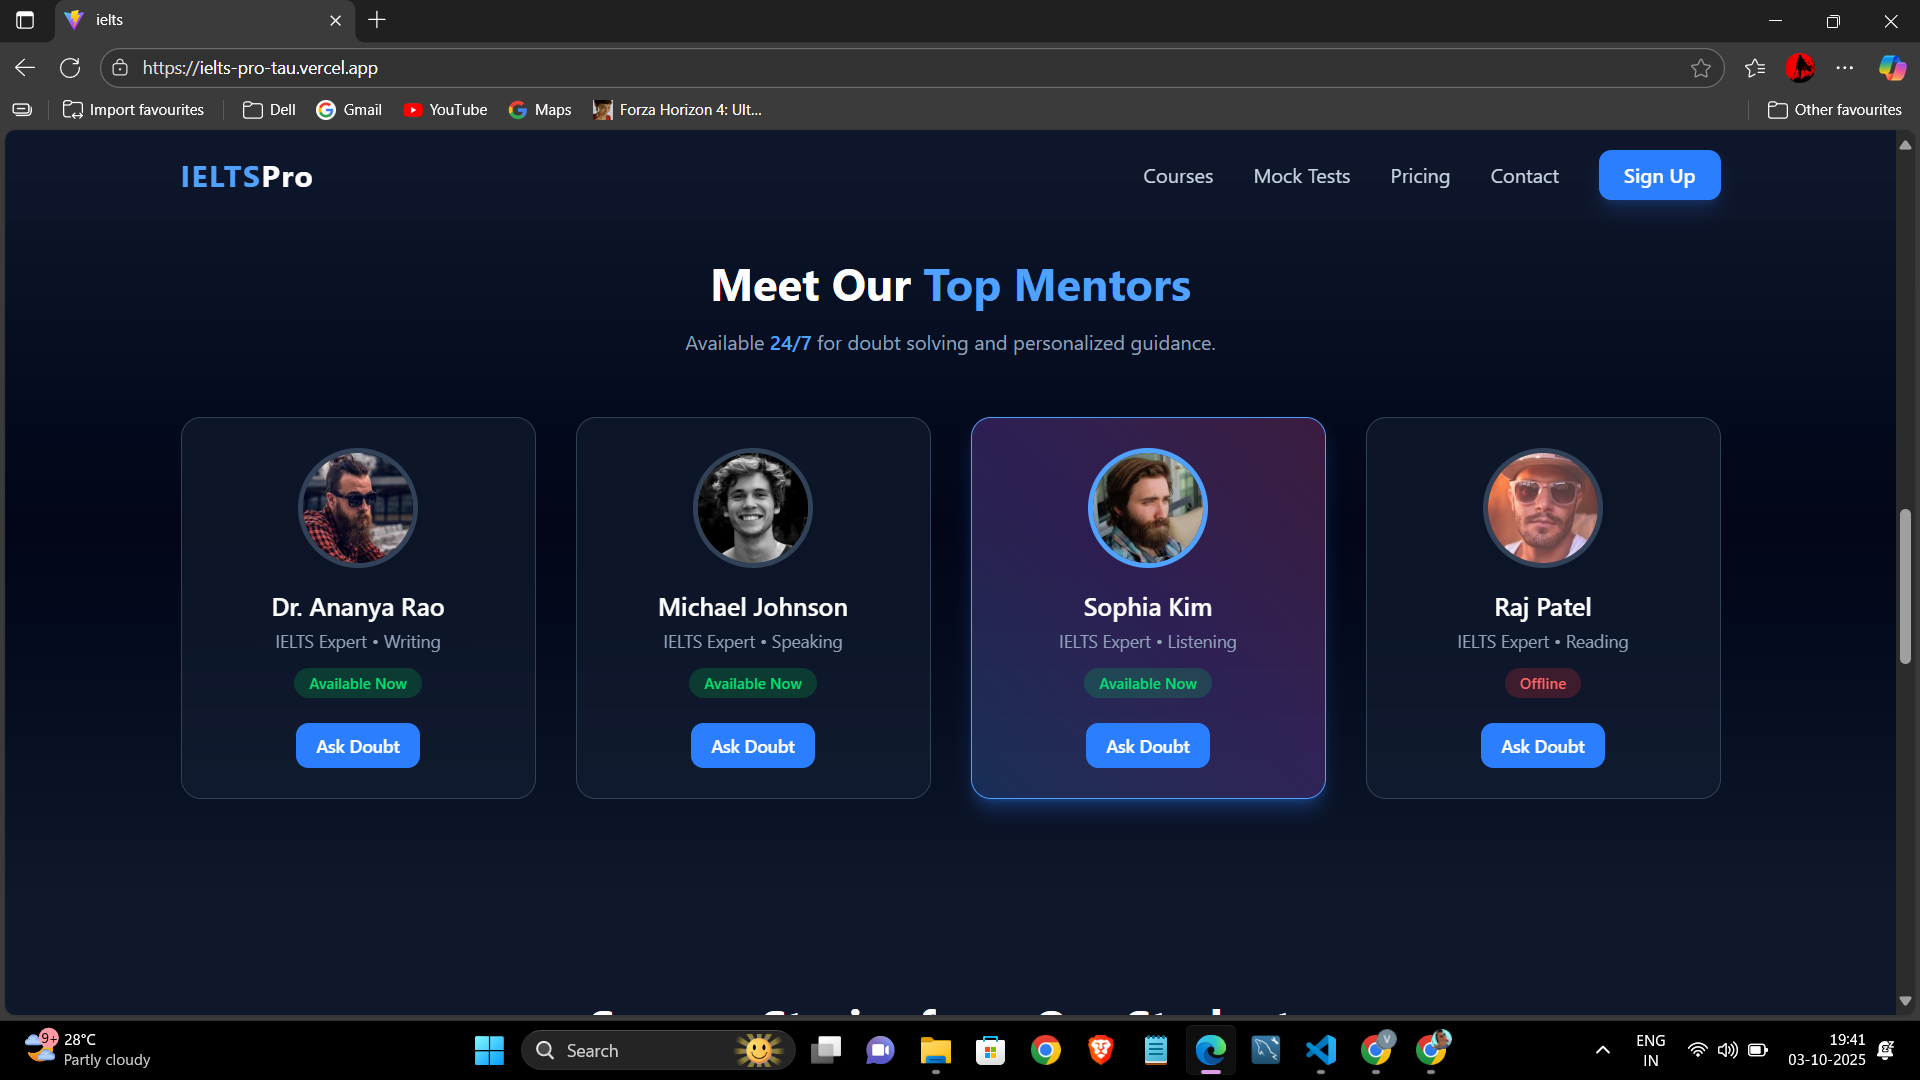 ielts
https://ielts-pro-tau.vercel.app
Import favourites
Dell
Gmail
YouTube
Maps
Forza Horizon 4: Ult...
Other favourites
IELTSPro
Courses
Mock Tests
Pricing
Contact
Sign Up
Meet Our Top Mentors
Available 24/7 for doubt solving and personalized guidance.
Dr. Ananya Rao
IELTS Expert • Writing
Available Now
Ask Doubt
Michael Johnson
IELTS Expert • Speaking
Available Now
Ask Doubt
Sophia Kim
IELTS Expert • Listening
Available Now
Ask Doubt
Raj Patel
IELTS Expert • Reading
Offline
Ask Doubt
9+
28°C
Partly cloudy
Search
V
ENG
IN
19:41
03-10-2025